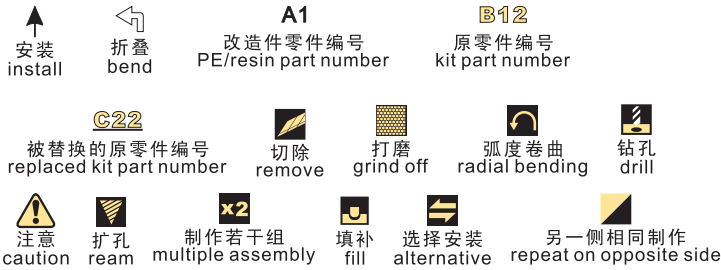 A1
B12
安装
install
折叠
bend
改造件零件编号
PE/resin part number
原零件编号
kit part number
C22
被替换的原零件编号
replaced kit part number
切除
remove
打磨
grind off
弧度卷曲
radial bending
钻孔
drill
注意
caution
扩孔
ream
x2
制作若干组
multiple assembly
填补
fill
选择安装
alternative
另一侧相同制作
repeat on opposite side